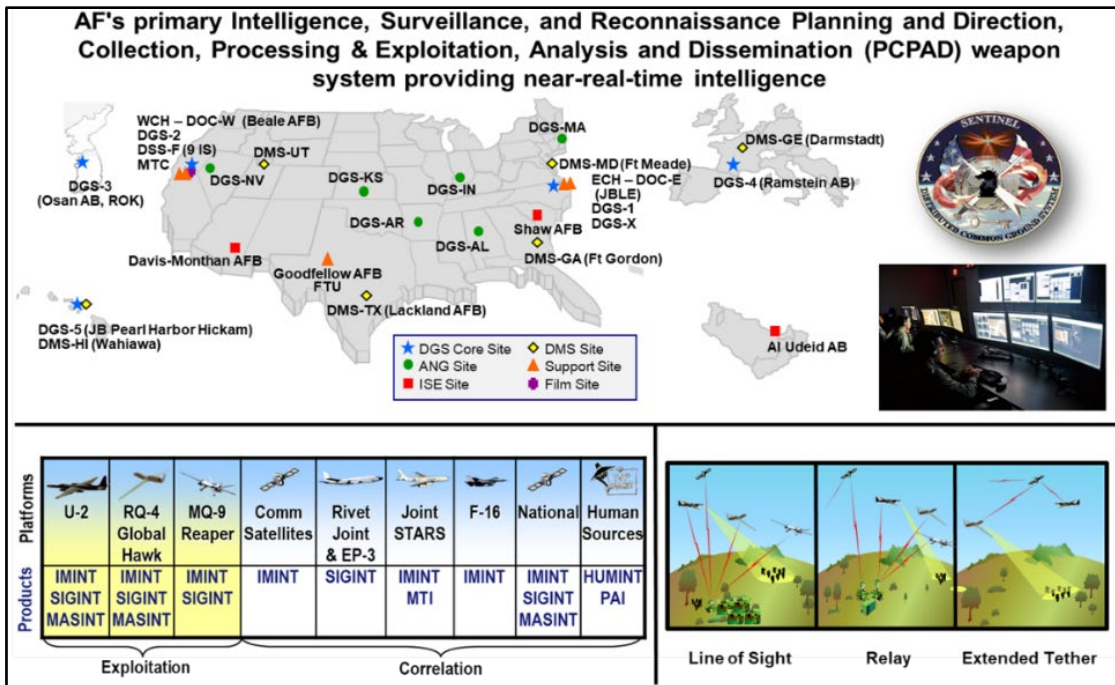 AF's primary Intelligence, Surveillance, and Reconnaissance Planning and Direction,
Collection, Processing & Exploitation, Analysis and Dissemination (PCPAD) weapon
system providing near-real-time intelligence
WCH – DOC-W (Beale AFB)
DGS-2
DSS-F (9 IS)
MTC
DGS-3
(Osan AB, ROK)
DGS-NV
DMS-UT
DGS-KS
DGS-IN
DGS-MA
DMS-MD (Ft Meade)
ECH – DOC-E
(JBLE)
DGS-1
DGS-X
DGS-AR
DGS-AL
Shaw AFB
DMS-GA (Ft Gordon)
Davis-Monthan AFB
Goodfellow AFB
FTU
DMS-TX (Lackland AFB)
DGS-5 (JB Pearl Harbor Hickam)
DMS-HI (Wahiawa)
DMS-GE (Darmstadt)
DGS-4 (Ramstein AB)
Al Udeid AB
SENTINEL
DISTRIBUTED COMMON GROUND SYSTEM
DGS Core Site
DMS Site
ANG Site
Support Site
ISE Site
Film Site
Platforms
U-2
RQ-4
Global
Hawk
MQ-9
Reaper
Comm
Satellites
Rivet
Joint
& EP-3
Joint
STARS
F-16
National
Human
Sources
Products
IMINT
SIGINT
MASINT
IMINT
SIGINT
MASINT
IMINT
SIGINT
IMINT
SIGINT
IMINT
MTI
IMINT
IMINT
SIGINT
MASINT
HUMINT
PAI
Exploitation
Correlation
Line of Sight
Relay
Extended Tether